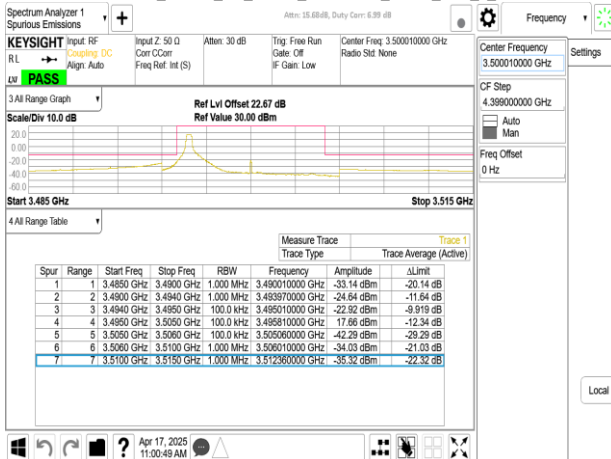 Spectrum Analyzer 1
Spurious Emissions
+
Attn: 15.68dB, Duty Corr: 6.99 dB
Frequency
KEYSIGHT
RL
LXI
PASS
Input: RF
Coupling: DC
Align: Auto
Input Z: 50 Ω
Corr CCorr
Freq Ref: Int (S)
Atten: 30 dB
Trig: Free Run
Gate: Off
IF Gain: Low
Center Freq: 3.500010000 GHz
Radio Std: None
Center Frequency
3.500010000 GHz
Settings
CF Step
4.399000000 GHz
Auto
Man
Freq Offset
0 Hz
Local
3 All Range Graph
Scale/Div 10.0 dB
Ref Lvl Offset 22.67 dB
Ref Value 30.00 dBm
20.0
0.00
-20.0
-40.0
-60.0
Start 3.485 GHz
Stop 3.515 GHz
4 All Range Table
Measure Trace Trace 1
Trace Type Trace Average (Active)
Spur Range Start Freq Stop Freq RBW Frequency Amplitude ΔLimit
1 1 3.4850 GHz 3.4900 GHz 1.000 MHz 3.490010000 GHz -33.14 dBm -20.14 dB
2 2 3.4900 GHz 3.4940 GHz 1.000 MHz 3.493970000 GHz -24.64 dBm -11.64 dB
3 3 3.4940 GHz 3.4950 GHz 100.0 kHz 3.495010000 GHz -22.92 dBm -9.919 dB
4 4 3.4950 GHz 3.5050 GHz 100.0 kHz 3.495810000 GHz 17.66 dBm -12.34 dB
5 5 3.5050 GHz 3.5060 GHz 100.0 kHz 3.505060000 GHz -42.29 dBm -29.29 dB
6 6 3.5060 GHz 3.5100 GHz 1.000 MHz 3.506010000 GHz -34.03 dBm -21.03 dB
7 7 3.5100 GHz 3.5150 GHz 1.000 MHz 3.512360000 GHz -35.32 dBm -22.32 dB
?
Apr 17, 2025
11:00:49 AM